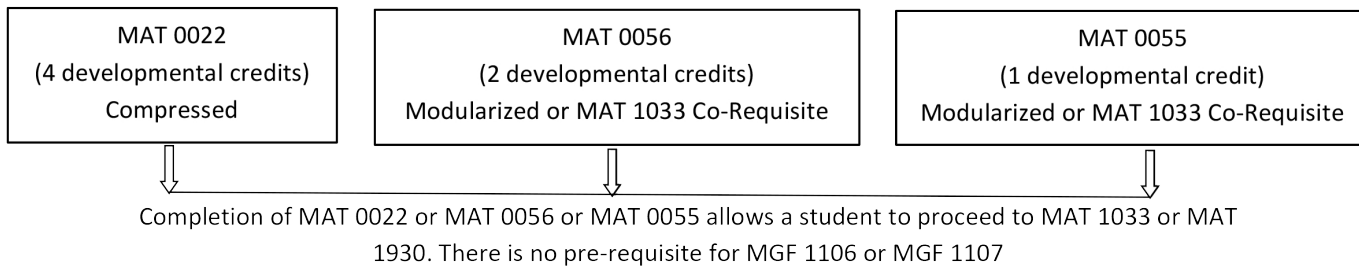 MAT 0022
(4 developmental credits)
Compressed
MAT 0056
(2 developmental credits)
Modularized or MAT 1033 Co-Requisite
MAT 0055
(1 developmental credit)
Modularized or MAT 1033 Co-Requisite
Completion of MAT 0022 or MAT 0056 or MAT 0055 allows a student to proceed to MAT 1033 or MAT
1930. There is no pre-requisite for MGF 1106 or MGF 1107